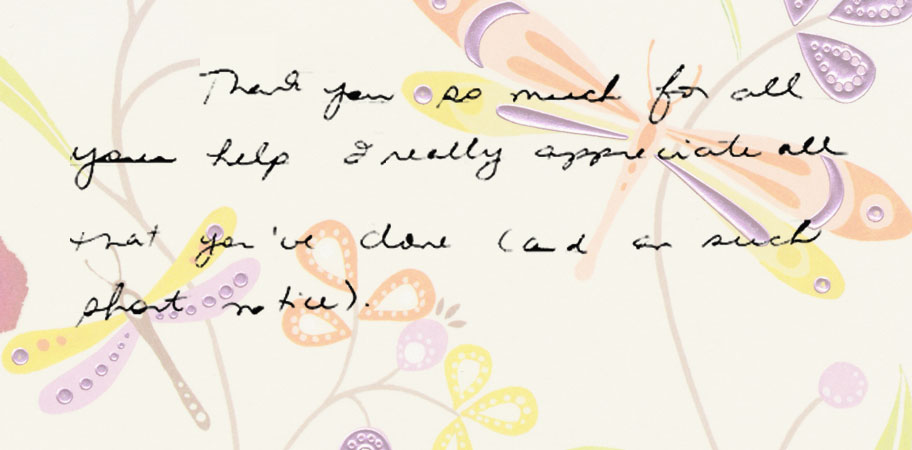 Thank you so much for all
your help I really appreciate all
that you've done (and on such
short notice).